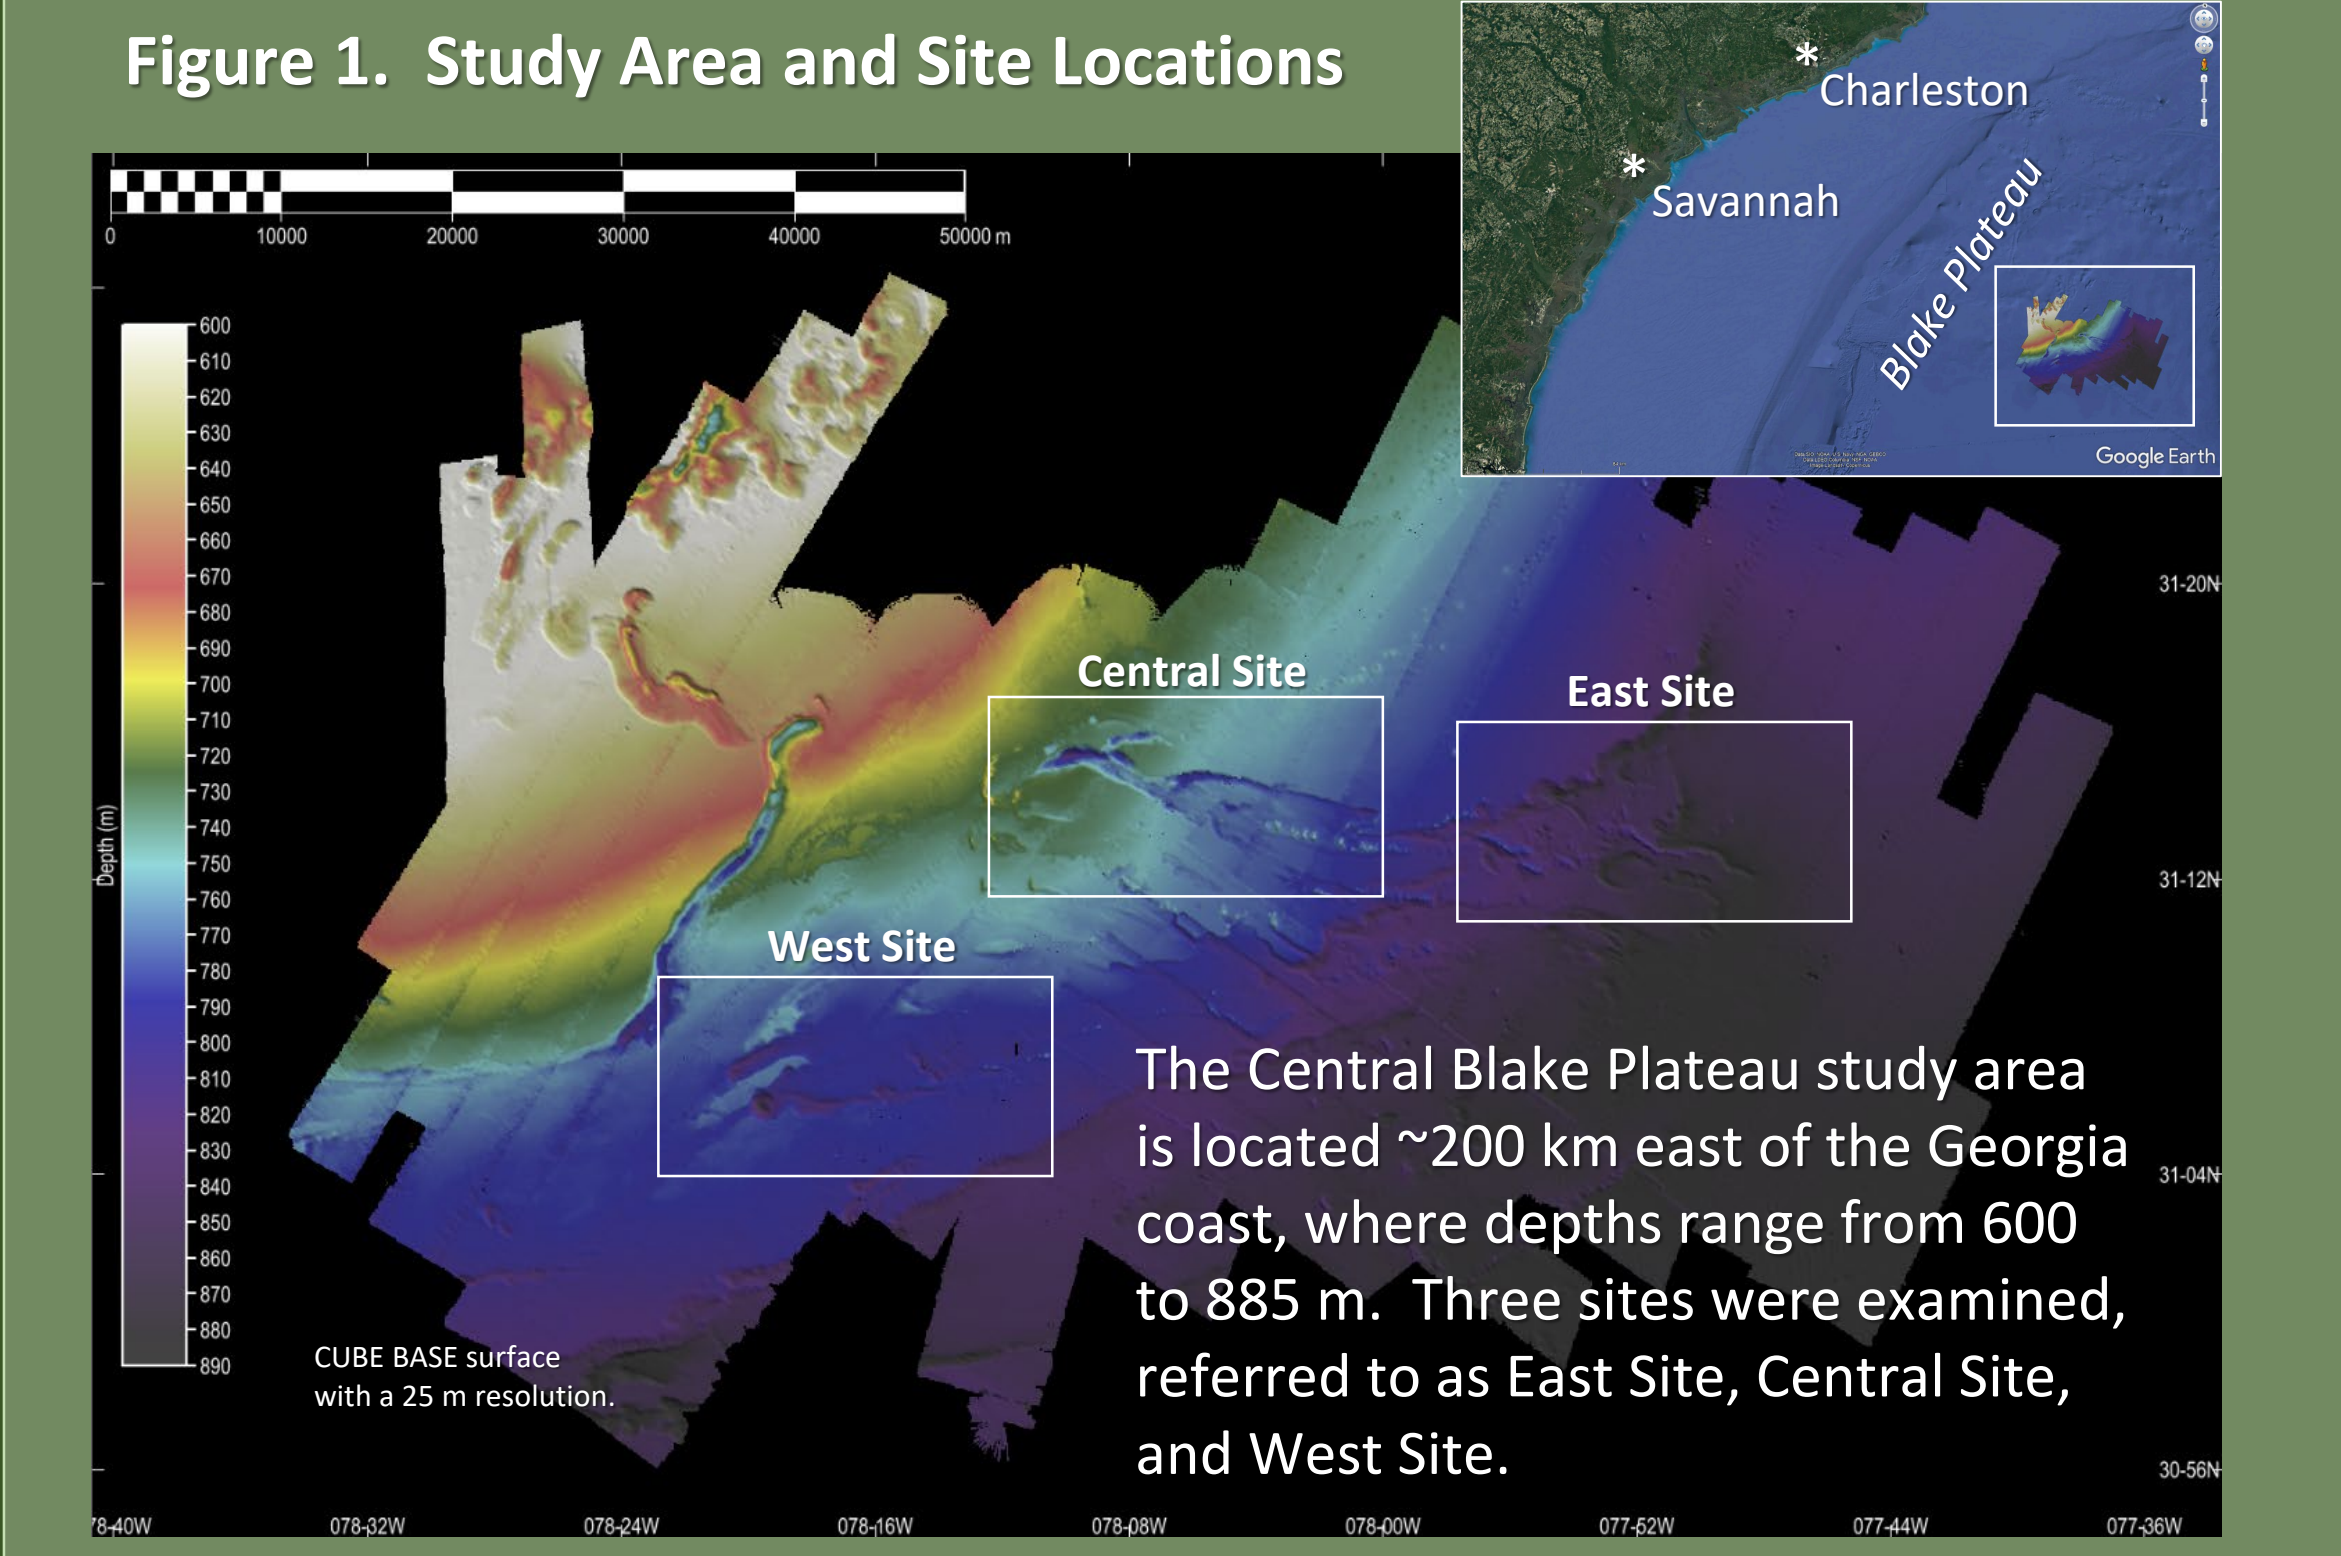 Figure 1.  Study Area and Site Locations
*
Charleston
*
Savannah
Blake Plateau
Google Earth
0 10000 20000 30000 40000 50000 m
600
610
620
630
640
650
660
670
680
690
700
710
720
730
740
750
760
770
780
790
800
810
820
830
840
850
860
870
880
890
Depth (m)
Central Site
East Site
West Site
31-20N
31-12N
31-04N
30-56N
The Central Blake Plateau study area
is located ~200 km east of the Georgia
coast, where depths range from 600
to 885 m.  Three sites were examined,
referred to as East Site, Central Site,
and West Site.
CUBE BASE surface
with a 25 m resolution.
78-40W 078-32W 078-24W 078-16W 078-08W 078-00W 077-52W 077-44W 077-36W